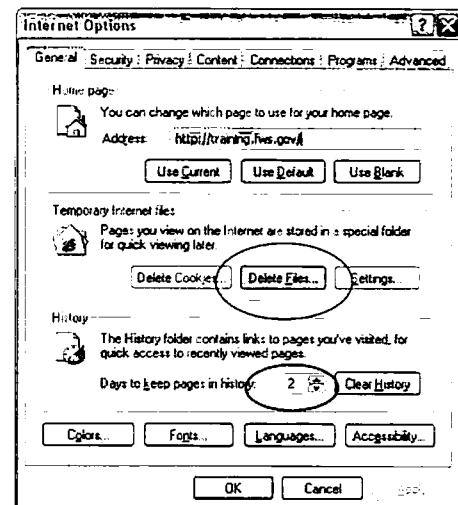 Internet Options
General Security Privacy Content Connections Programs Advanced
Home page
You can change which page to use for your home page.
Address: http://training.fws.gov/
Use Current Use Default Use Blank
Temporary Internet files
Pages you view on the Internet are stored in a special folder
for quick viewing later.
Delete Cookies... Delete Files... Settings...
History
The History folder contains links to pages you've visited, for
quick access to recently viewed pages.
Days to keep pages in history: 2 Clear History
Colors... Fonts... Languages... Accessibility...
OK Cancel Apply